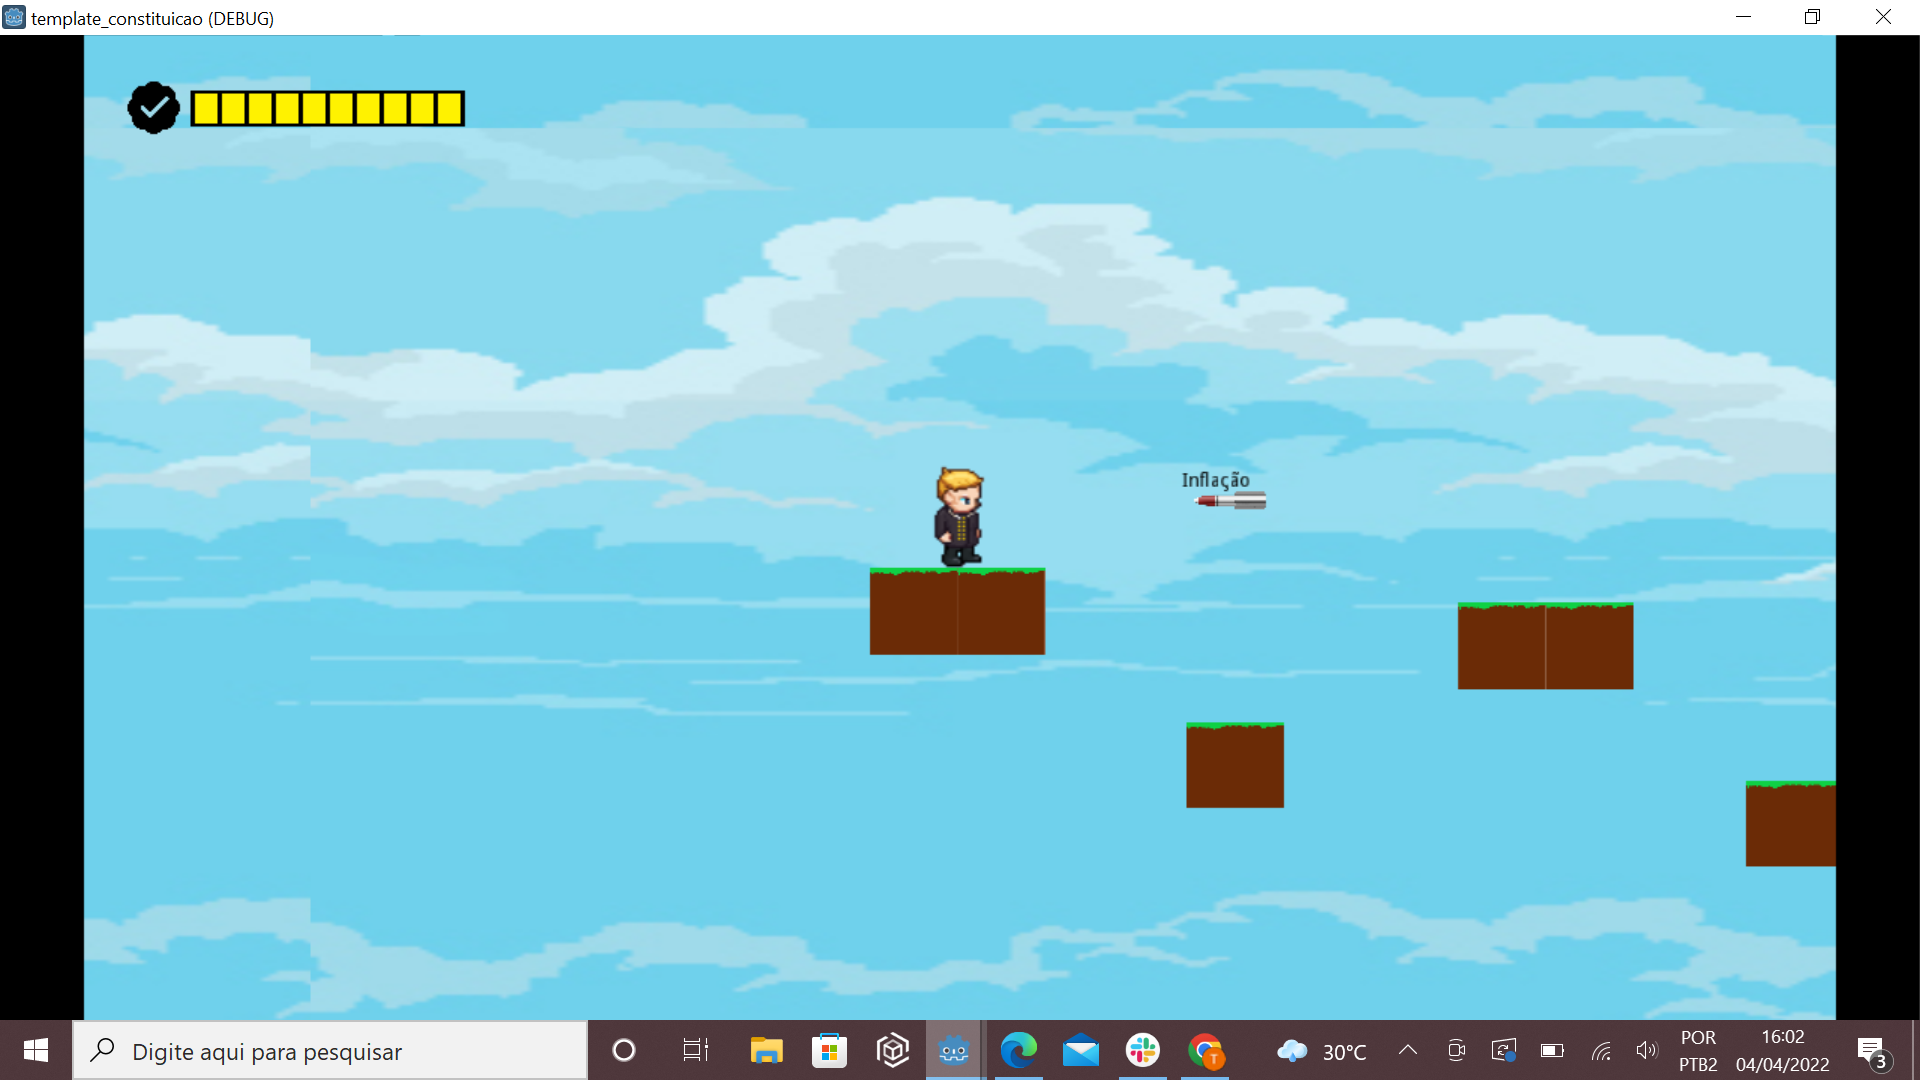 template_constituicao (DEBUG)
Inflação
Digite aqui para pesquisar
T
30°C
POR
PTB2
16:02
04/04/2022
3